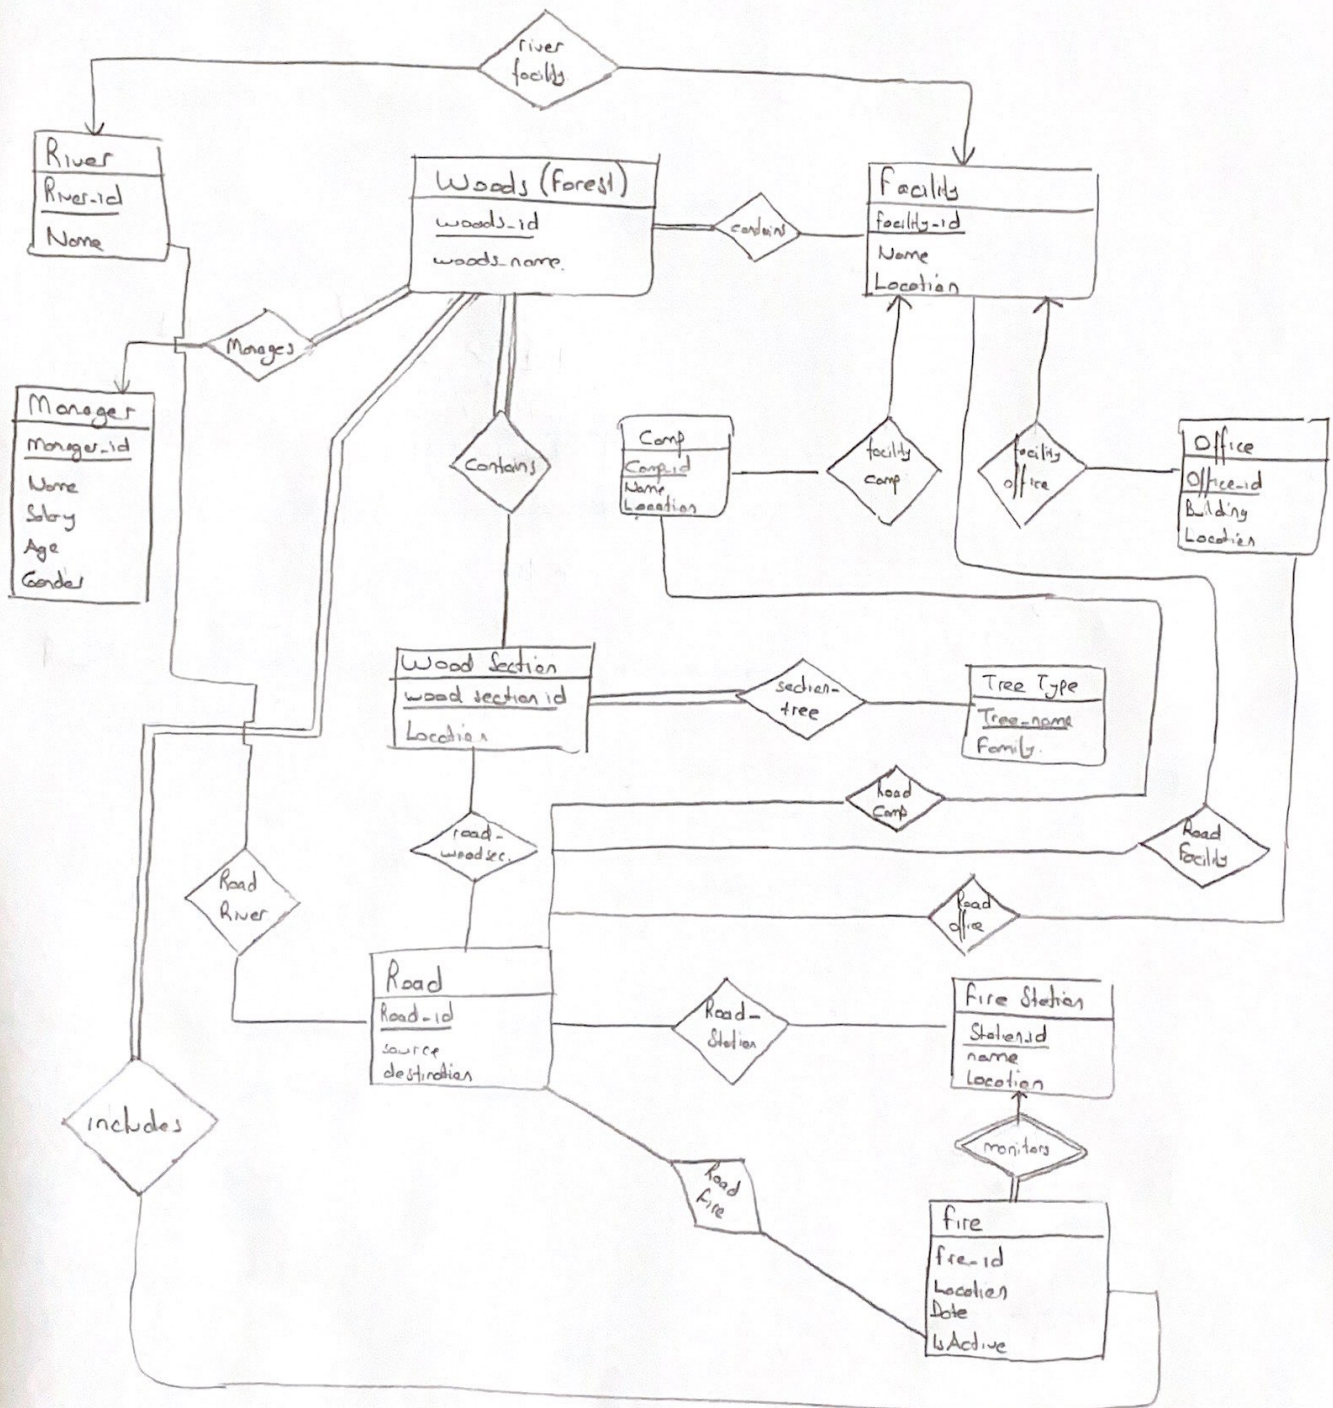 river
facility
River
River_id
Name
Woods (Forest)
woods_id
woods_name.
contains
Facility
facility_id
Name
Location
Manages
Manager
Manager_id
Name
Salary
Age
Gender
Contains
Camp
Camp_id
Name
Location
facility
camp
facility
office
Office
Office_id
Building
Location
Wood Section
wood section id
Location
section-
tree
Tree Type
Tree_name
Family.
Road
Camp
road-
woodsec.
Road
Facility
Road
River
Road
office
Road
Road_id
source
destination
Road-
Station
Fire Station
Station_id
name
Location
includes
monitors
Road
fire
fire
fire_id
Location
Date
IsActive